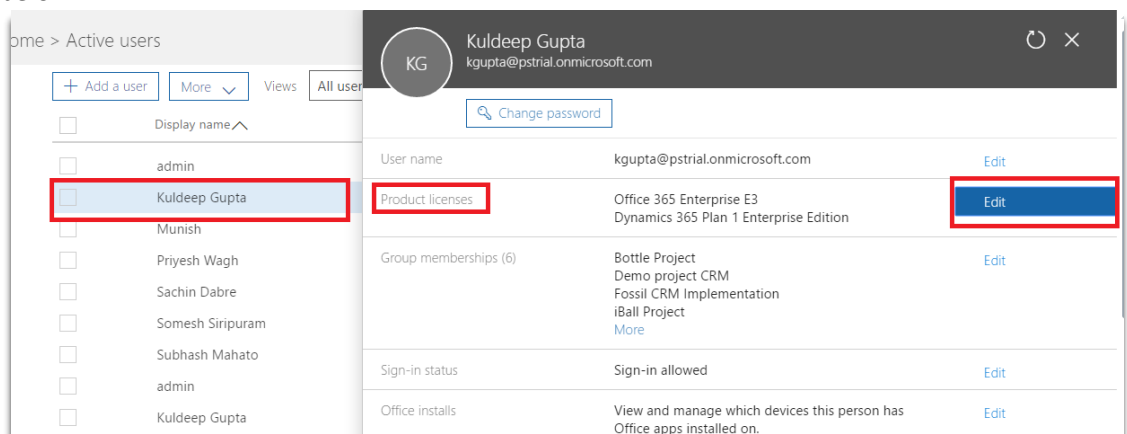 ome > Active users
+ Add a user
More
Views
All user
Display name
admin
Kuldeep Gupta
Munish
Priyesh Wagh
Sachin Dabre
Somesh Siripuram
Subhash Mahato
admin
Kuldeep Gupta
KG
Kuldeep Gupta
kgupta@pstrial.onmicrosoft.com
Change password
User name
kgupta@pstrial.onmicrosoft.com
Edit
Product licenses
Office 365 Enterprise E3
Dynamics 365 Plan 1 Enterprise Edition
Edit
Group memberships (6)
Bottle Project
Demo project CRM
Fossil CRM Implementation
iBall Project
More
Edit
Sign-in status
Sign-in allowed
Edit
Office installs
View and manage which devices this person has
Office apps installed on.
Edit